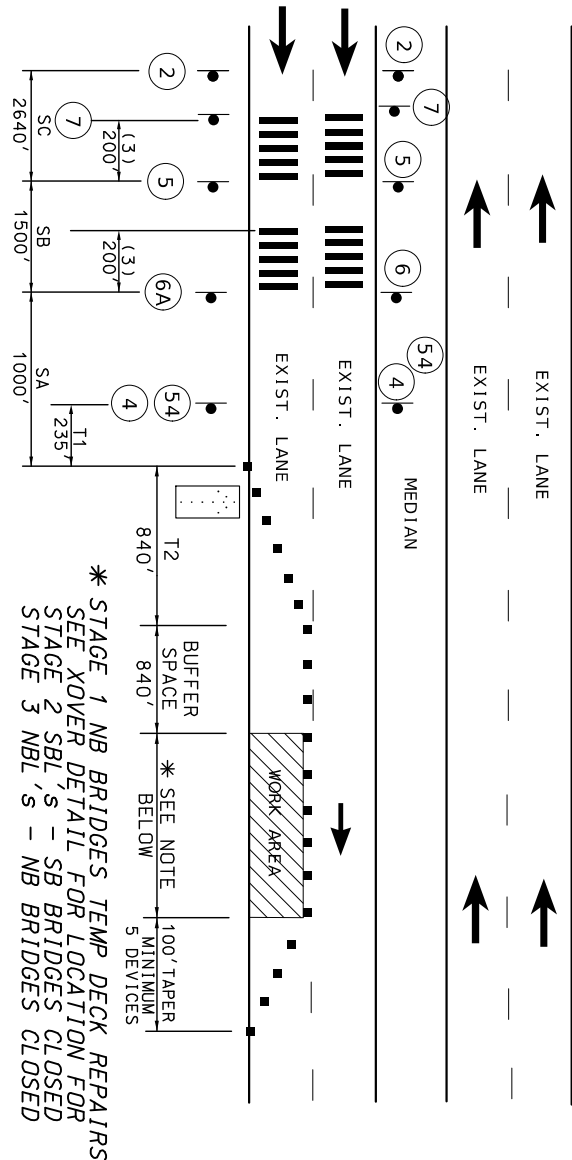 2
7
5
6
54
4
EXIST. LANE
EXIST. LANE
MEDIAN
EXIST. LANE
EXIST. LANE
WORK AREA
2
7
5
6A
54
4
(3)
200'
(3)
200'
SC
2640'
SB
1500'
SA
1000'
T1
235'
T2
840'
BUFFER
SPACE
840'
* SEE NOTE
BELOW
100' TAPER
MINIMUM
5 DEVICES
* STAGE 1 NB BRIDGES TEMP DECK REPAIRS
SEE XOVER DETAIL FOR LOCATION FOR
STAGE 2 SBL's - SB BRIDGES CLOSED
STAGE 3 NBL's - NB BRIDGES CLOSED